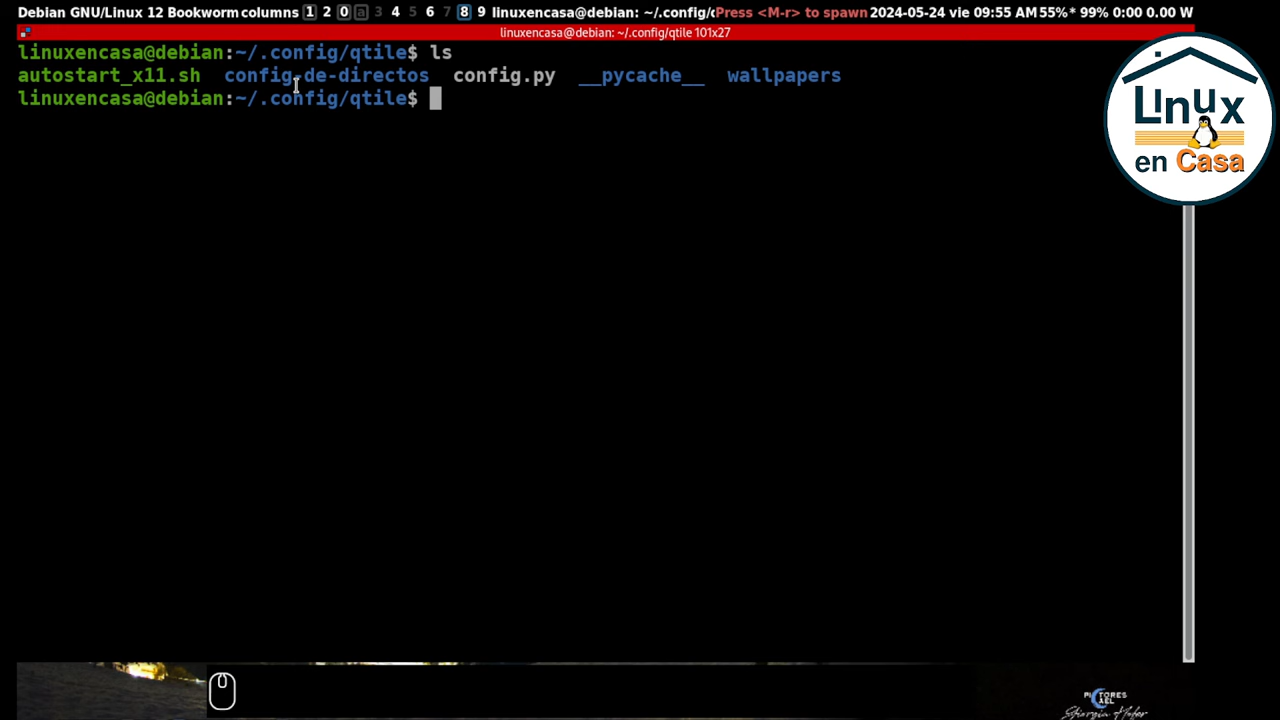 Debian GNU/Linux 12 Bookworm columns 1 2 0 a 3 4 5 6 7 8 9 linuxencasa@debian: ~/.config/ Press <M-r> to spawn 2024-05-24 vie 09:55 AM 55%* 99% 0:00 0.00 W
linuxencasa@debian: ~/.config/qtile 101x27
linuxencasa@debian:~/.config/qtile$ ls
autostart_x11.sh config-de-directos config.py __pycache__ wallpapers
linuxencasa@debian:~/.config/qtile$
Linux
en Casa